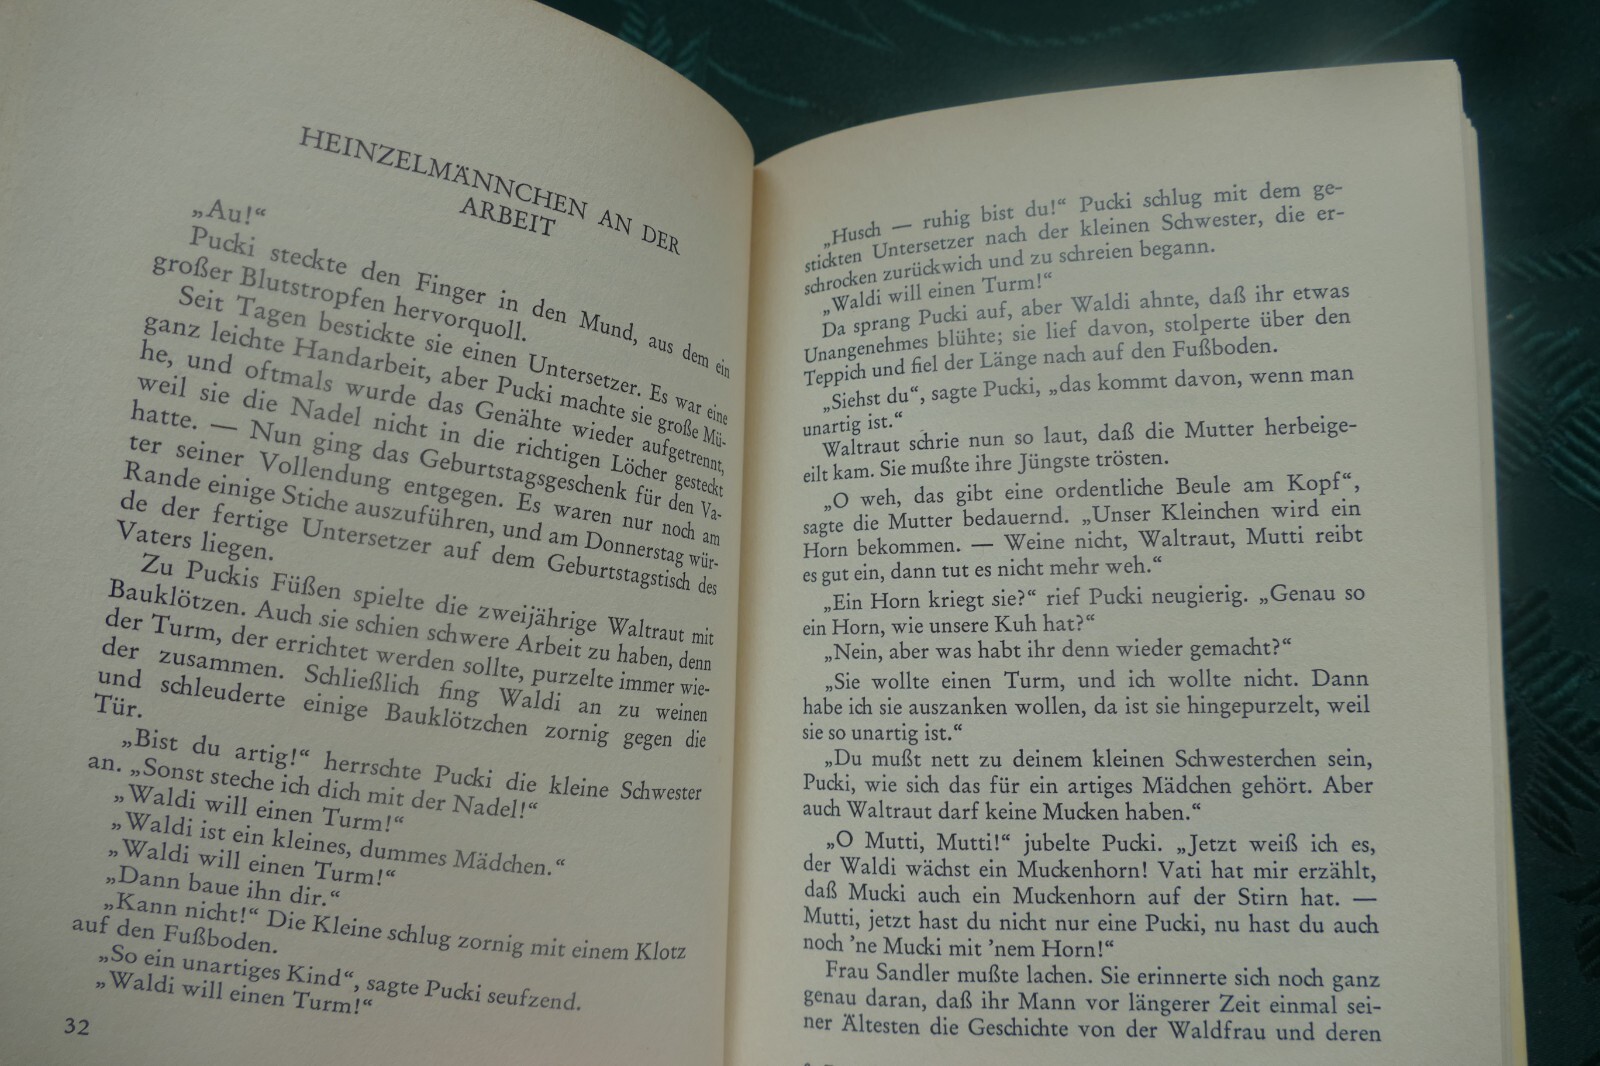 HEINZELMÄNNCHEN AN DER
ARBEIT
„Au!“
Pucki steckte den Finger in den Mund, aus dem ein
großer Blutstropfen hervorquoll.
Seit Tagen bestickte sie einen Untersetzer. Es war eine
ganz leichte Handarbeit, aber Pucki machte sie große Mü-
he, und oftmals wurde das Genähte wieder aufgetrennt,
weil sie die Nadel nicht in die richtigen Löcher gesteckt
hatte. — Nun ging das Geburtstagsgeschenk für den Va-
ter seiner Vollendung entgegen. Es waren nur noch am
Rande einige Stiche auszuführen, und am Donnerstag wür-
de der fertige Untersetzer auf dem Geburtstagstisch des
Vaters liegen.
Zu Puckis Füßen spielte die zweijährige Waltraut mit
Bauklötzen. Auch sie schien schwere Arbeit zu haben, denn
der Turm, der errichtet werden sollte, purzelte immer wie-
der zusammen. Schließlich fing Waldi an zu weinen
und schleuderte einige Bauklötzchen zornig gegen die
Tür.
„Bist du artig!“ herrschte Pucki die kleine Schwester
an. „Sonst steche ich dich mit der Nadel!“
„Waldi will einen Turm!“
„Waldi ist ein kleines, dummes Mädchen.“
„Waldi will einen Turm!“
„Dann baue ihn dir.“
„Kann nicht!“ Die Kleine schlug zornig mit einem Klotz
auf den Fußboden.
„So ein unartiges Kind“, sagte Pucki seufzend.
„Waldi will einen Turm!“
32
„Husch — ruhig bist du!“ Pucki schlug mit dem ge-
stickten Untersetzer nach der kleinen Schwester, die er-
schrocken zurückwich und zu schreien begann.
„Waldi will einen Turm!“
Da sprang Pucki auf, aber Waldi ahnte, daß ihr etwas
Unangenehmes blühte; sie lief davon, stolperte über den
Teppich und fiel der Länge nach auf den Fußboden.
„Siehst du“, sagte Pucki, „das kommt davon, wenn man
unartig ist.“
Waltraut schrie nun so laut, daß die Mutter herbeige-
eilt kam. Sie mußte ihre Jüngste trösten.
„O weh, das gibt eine ordentliche Beule am Kopf“,
sagte die Mutter bedauernd. „Unser Kleinchen wird ein
Horn bekommen. — Weine nicht, Waltraut, Mutti reibt
es gut ein, dann tut es nicht mehr weh.“
„Ein Horn kriegt sie?“ rief Pucki neugierig. „Genau so
ein Horn, wie unsere Kuh hat?“
„Nein, aber was habt ihr denn wieder gemacht?“
„Sie wollte einen Turm, und ich wollte nicht. Dann
habe ich sie auszanken wollen, da ist sie hingepurzelt, weil
sie so unartig ist.“
„Du mußt nett zu deinem kleinen Schwesterchen sein,
Pucki, wie sich das für ein artiges Mädchen gehört. Aber
auch Waltraut darf keine Mucken haben.“
„O Mutti, Mutti!“ jubelte Pucki. „Jetzt weiß ich es,
der Waldi wächst ein Muckenhorn! Vati hat mir erzählt,
daß Mucki auch ein Muckenhorn auf der Stirn hat. —
Mutti, jetzt hast du nicht nur eine Pucki, nu hast du auch
noch ’ne Mucki mit ’nem Horn!“
Frau Sandler mußte lachen. Sie erinnerte sich noch ganz
genau daran, daß ihr Mann vor längerer Zeit einmal sei-
ner Ältesten die Geschichte von der Waldfrau und deren